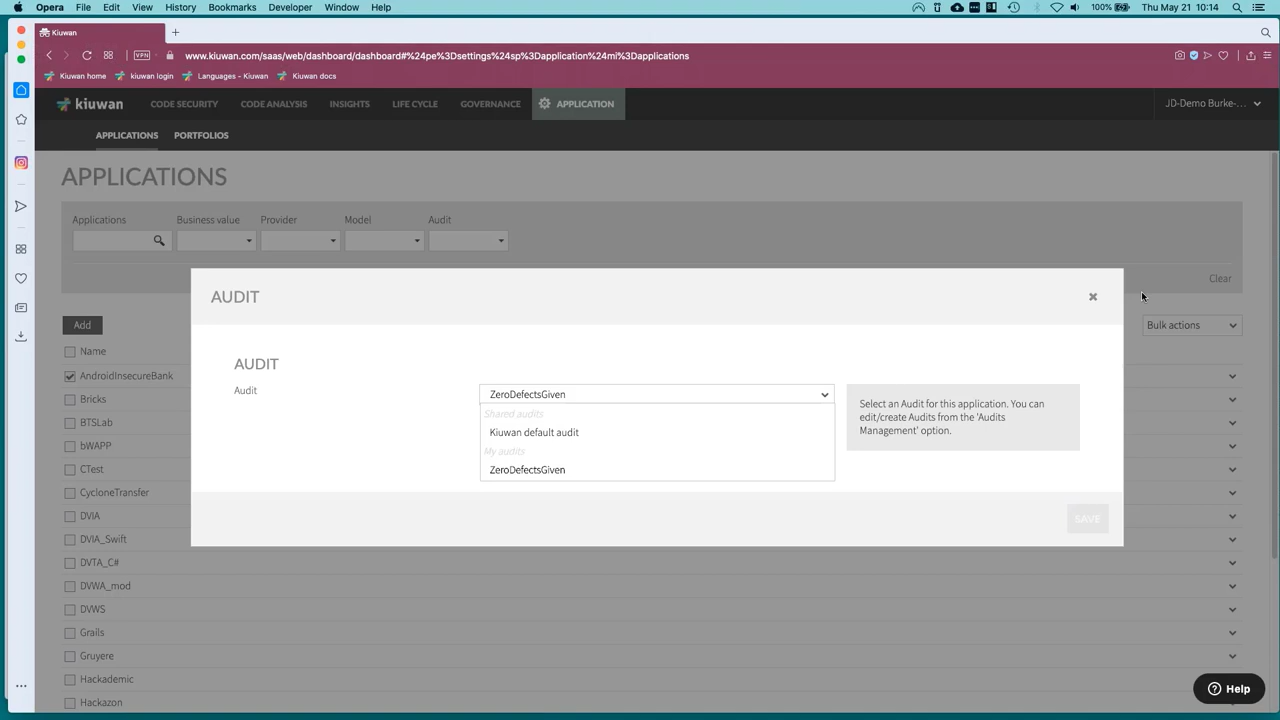 Opera File Edit View History Bookmarks Developer Window Help 100% Thu May 21 10:14
Kiuwan
VPN www.kiuwan.com/saas/web/dashboard/dashboard#%24pe%3Dsettings%24sp%3Dapplication%24mi%3Dapplications
Kiuwan home kiuwan login Languages - Kiuwan Kiuwan docs
kiuwan CODE SECURITY CODE ANALYSIS INSIGHTS LIFE CYCLE GOVERNANCE APPLICATION JD-Demo Burke-...
APPLICATIONS PORTFOLIOS
APPLICATIONS
Applications Business value Provider Model Audit
Clear
AUDIT
Add Bulk actions
Name
AUDIT
AndroidInsecureBank
Audit ZeroDefectsGiven
Bricks
Shared audits
Select an Audit for this application. You can
edit/create Audits from the 'Audits
Management' option.
BTSLab
Kiuwan default audit
bWAPP
My audits
CTest
ZeroDefectsGiven
CycloneTransfer
DVIA
SAVE
DVIA_Swift
DVTA_C#
DVWA_mod
DVWS
Grails
Gruyere
Hackademic
Help
Hackazon